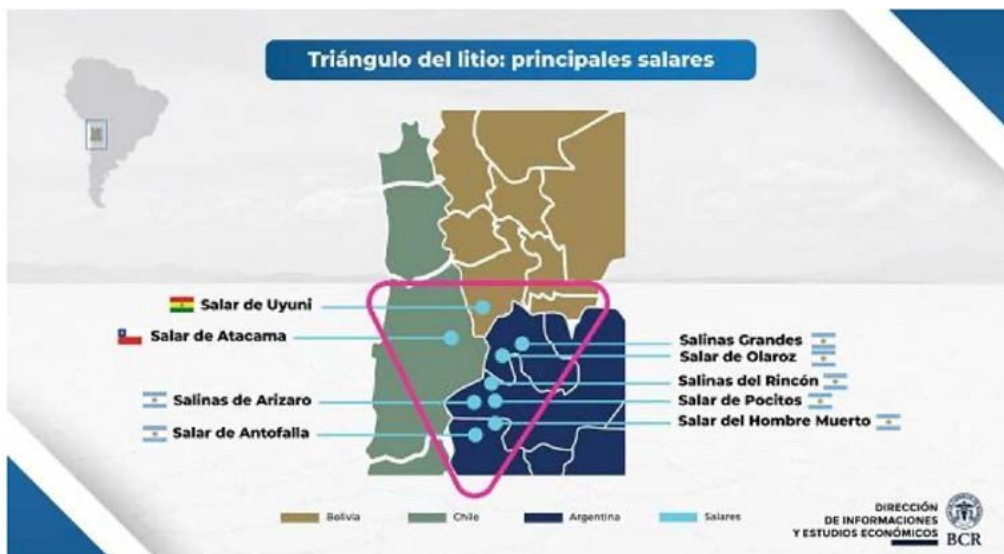 Triángulo del litio: principales salares
Salar de Uyuni
Salar de Atacama
Salinas de Arizaro
Salar de Antofalla
Salinas Grandes
Salar de Olaroz
Salinas del Rincón
Salar de Pocitos
Salar del Hombre Muerto
Bolivia
Chile
Argentina
Salares
DIRECCIÓN
DE INFORMACIONES
Y ESTUDIOS ECONÓMICOS
BCR